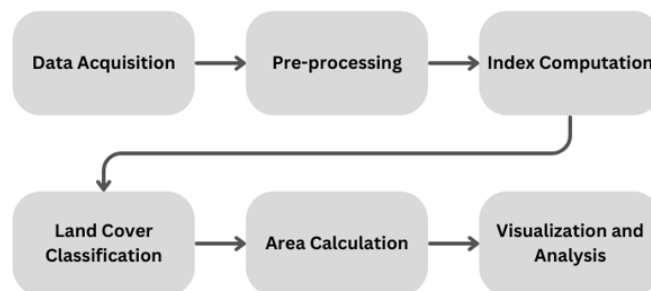 Data Acquisition
Pre-processing
Index Computation
Land Cover
Classification
Area Calculation
Visualization and
Analysis